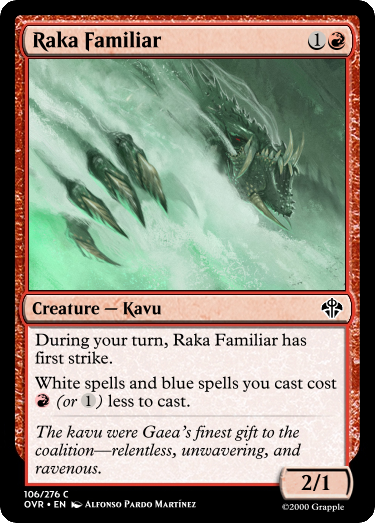 Raka Familiar 1
Creature — Kavu
During your turn, Raka Familiar has
first strike.
White spells and blue spells you cast cost
(or 1) less to cast.
The kavu were Gaea's finest gift to the
coalition—relentless, unwavering, and
ravenous.
2/1
106/276 C
OVR • EN Alfonso Pardo Martínez
©2000 Grapple